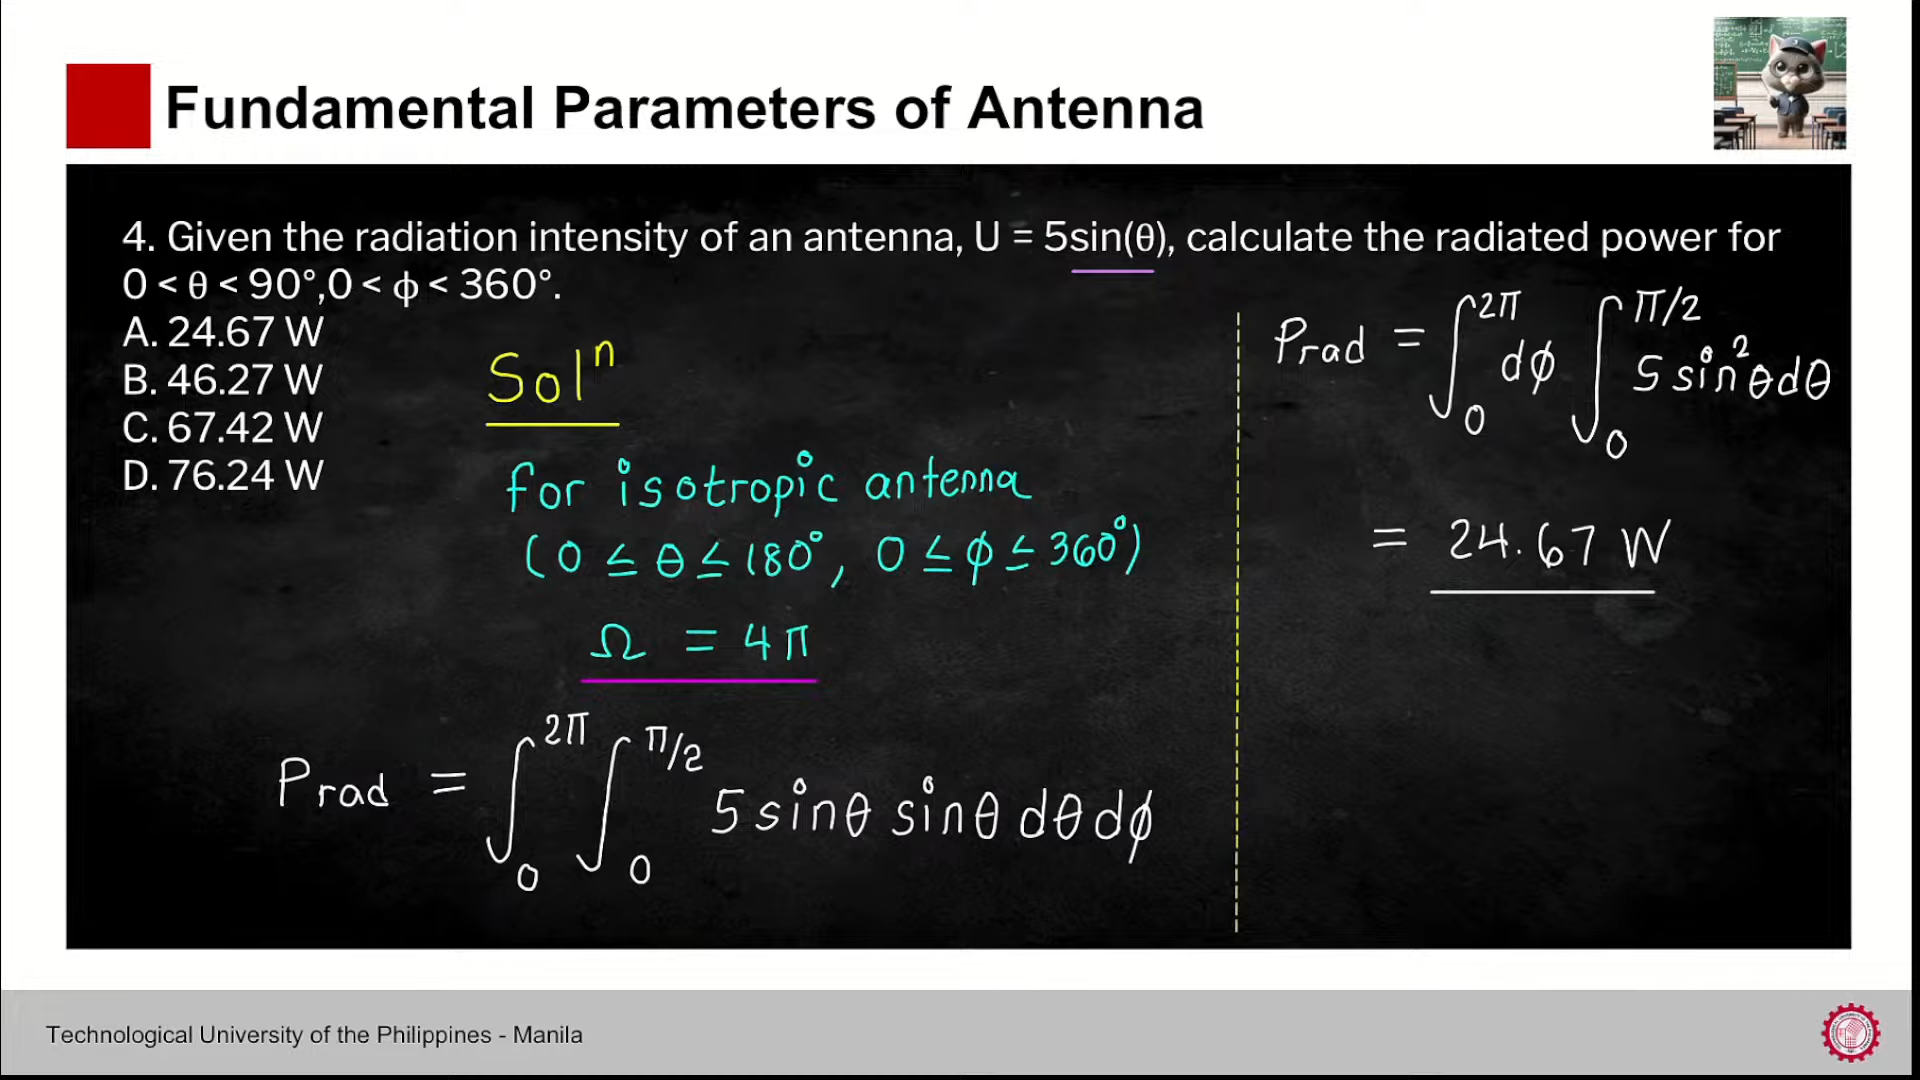 Fundamental Parameters of Antenna
4. Given the radiation intensity of an antenna, U = 5sin(θ), calculate the radiated power for
0 < θ < 90°,0 < ϕ < 360°.
A. 24.67 W
B. 46.27 W
C. 67.42 W
D. 76.24 W
Solⁿ
for isotropic antenna
(0 ≤ θ ≤ 180°, 0 ≤ ϕ ≤ 360°)
Ω = 4π
Prad = ∫₀^2π ∫₀^π/2 5 sinθ sinθ dθ dϕ
Prad = ∫₀^2π dϕ ∫₀^π/2 5 sin²θ dθ
= 24.67 W
Technological University of the Philippines - Manila